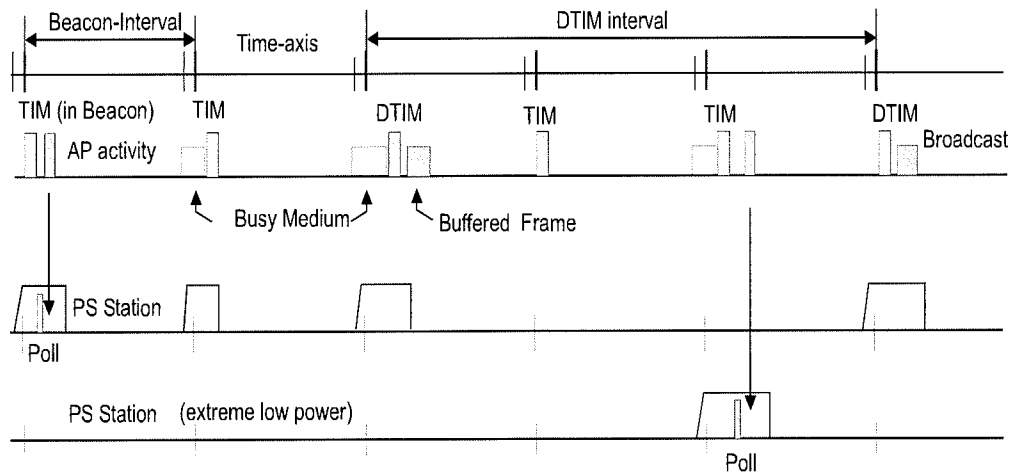 Beacon-Interval
DTIM interval
Time-axis
TIM (in Beacon)
TIM
DTIM
TIM
TIM
DTIM
AP activity
Broadcast
Busy Medium
Buffered Frame
PS Station
Poll
PS Station (extreme low power)
Poll